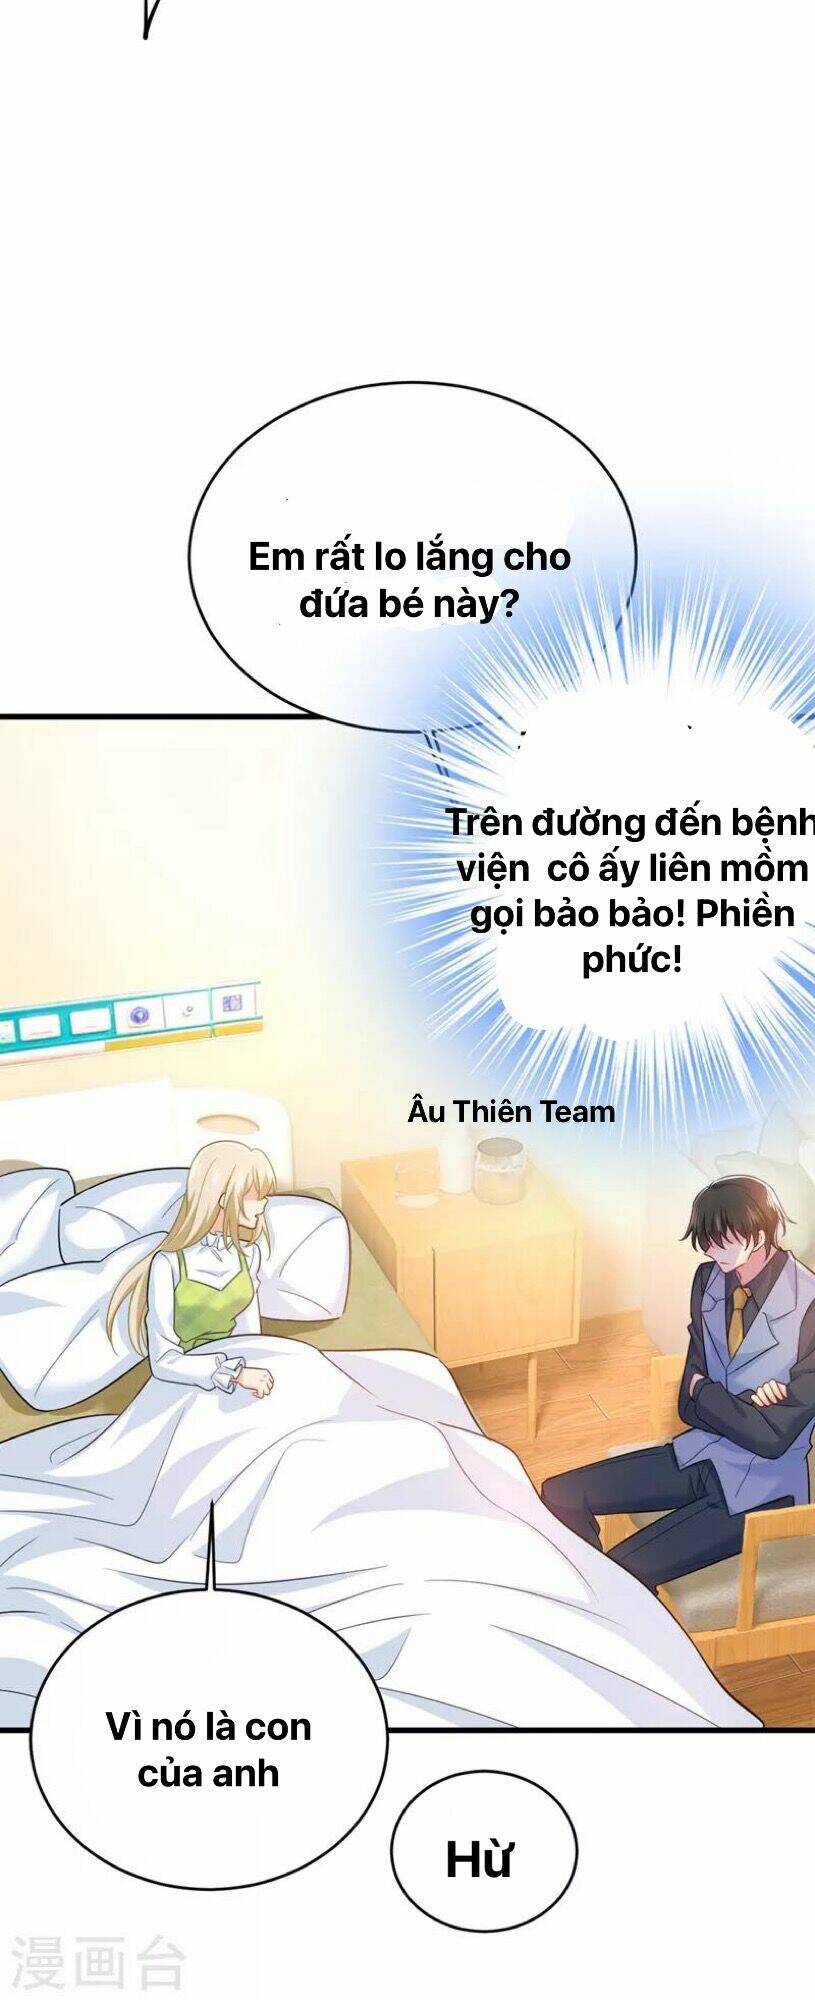 Em rất lo lắng cho
đứa bé này?
Trên đường đến bệnh
viện cô ấy liên mồm
gọi bảo bảo! Phiền
phức!
Âu Thiên Team
Vì nó là con
của anh
Hừ
漫画台